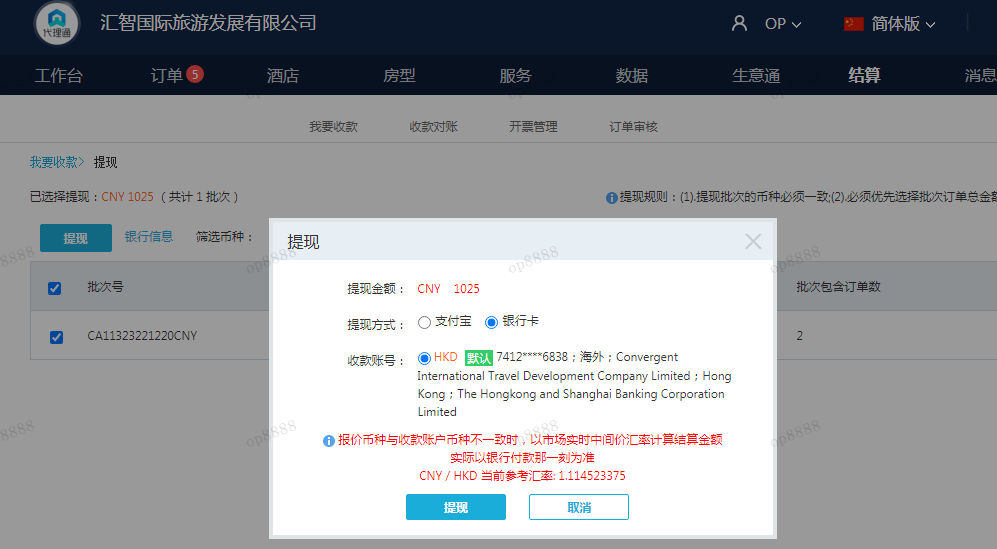 代理通
汇智国际旅游发展有限公司
OP
简体版
工作台 订单 5 酒店 房型 服务 数据 生意通 结算 消息
我要收款 收款对账 开票管理 订单审核
我要收款> 提现
已选择提现：CNY 1025 （ 共计 1 批次 ）
提现规则：(1).提现批次的币种必须一致;(2).必须优先选择批次订单总金额
提现 银行信息 筛选币种：
批次号
批次包含订单数
CA11323221220CNY
2
提现
提现金额： CNY 1025
提现方式： 支付宝 银行卡
收款账号： HKD 默认 7412****6838；海外；Convergent
International Travel Development Company Limited；Hong
Kong；The Hongkong and Shanghai Banking Corporation
Limited
报价币种与收款账户币种不一致时，以市场实时中间价汇率计算结算金额
实际以银行付款那一刻为准
CNY / HKD 当前参考汇率: 1.114523375
提现 取消
op8888
op8888
op8888
op8888
op8888
op8888